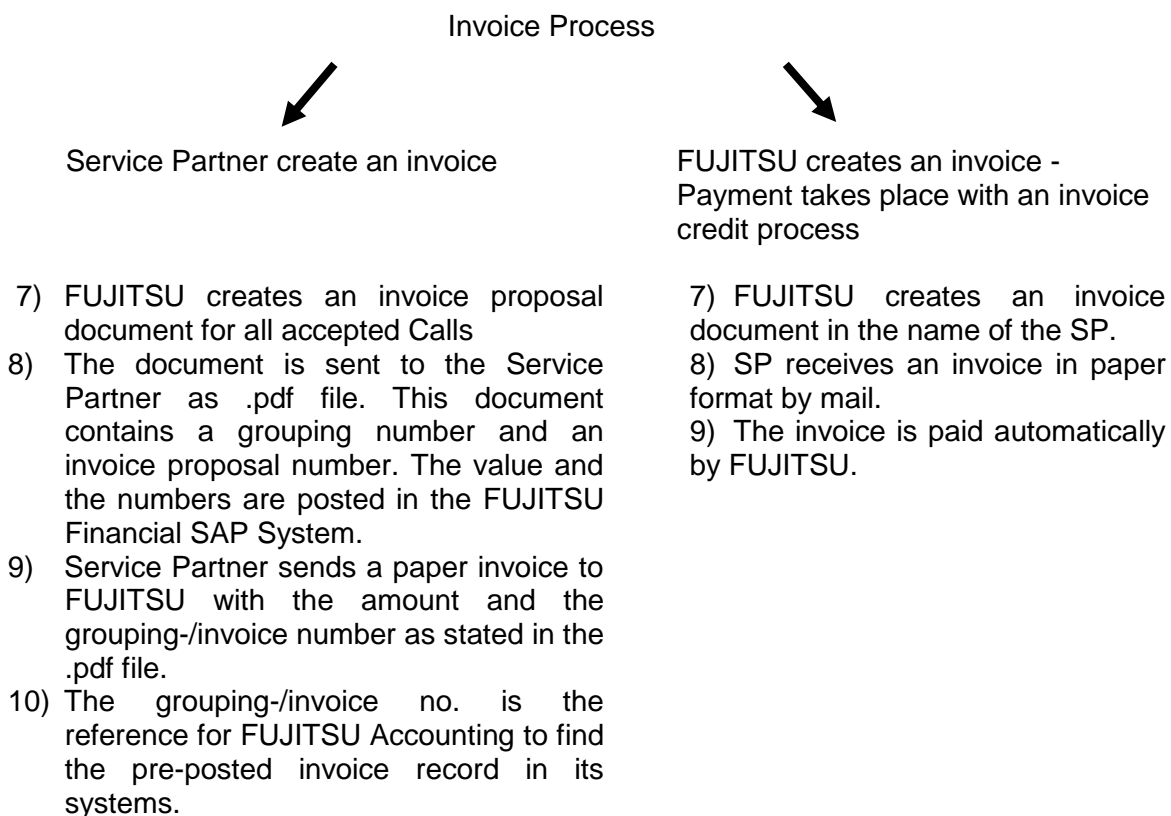 Invoice Process
Service Partner create an invoice
7) FUJITSU creates an invoice proposal
document for all accepted Calls
8) The document is sent to the Service
Partner as .pdf file. This document
contains a grouping number and an
invoice proposal number. The value and
the numbers are posted in the FUJITSU
Financial SAP System.
9) Service Partner sends a paper invoice to
FUJITSU with the amount and the
grouping-/invoice number as stated in the
.pdf file.
10) The grouping-/invoice no. is the
reference for FUJITSU Accounting to find
the pre-posted invoice record in its
systems.
FUJITSU creates an invoice -
Payment takes place with an invoice
credit process
7) FUJITSU creates an invoice
document in the name of the SP.
8) SP receives an invoice in paper
format by mail.
9) The invoice is paid automatically
by FUJITSU.